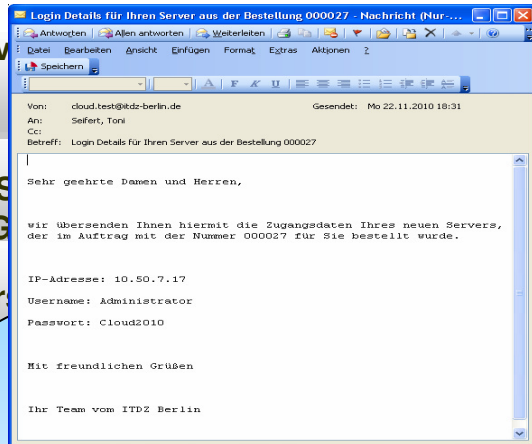 Login Details für Ihren Server aus der Bestellung 000027 - Nachricht (Nur-...
Antworten Allen antworten Weiterleiten
Datei Bearbeiten Ansicht Einfügen Format Extras Aktionen ?
Speichern
A F K U
Von: cloud.test@itdz-berlin.de Gesendet: Mo 22.11.2010 18:31
An: Seifert, Toni
Cc:
Betreff: Login Details für Ihren Server aus der Bestellung 000027
Sehr geehrte Damen und Herren,
wir übersenden Ihnen hiermit die Zugangsdaten Ihres neuen Servers,
der im Auftrag mit der Nummer 000027 für Sie bestellt wurde.
IP-Adresse: 10.50.7.17
Username: Administrator
Passwort: Cloud2010
Mit freundlichen Grüßen
Ihr Team vom ITDZ Berlin